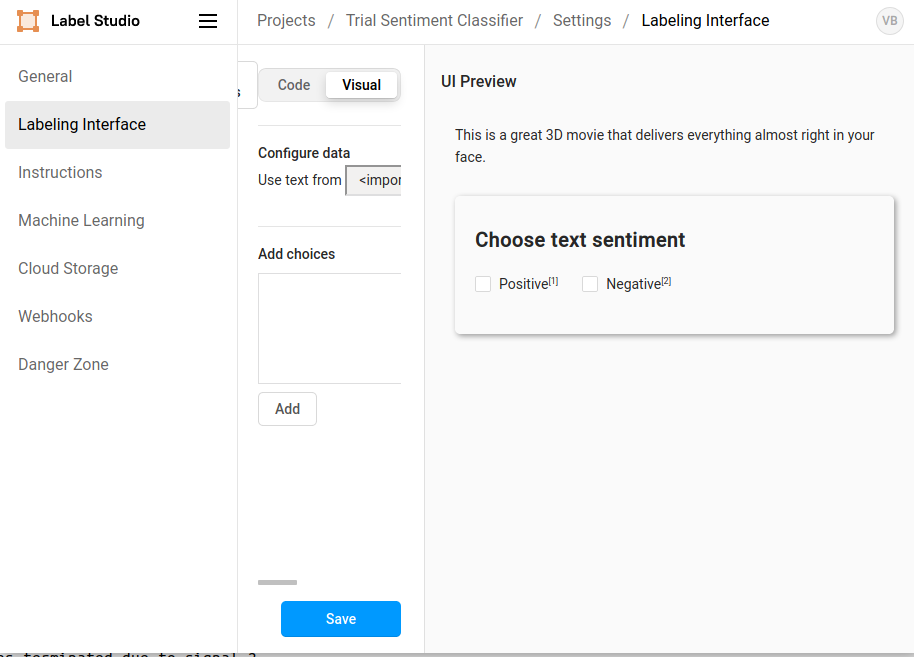 Label Studio
Projects / Trial Sentiment Classifier / Settings / Labeling Interface
VB
General
Labeling Interface
Instructions
Machine Learning
Cloud Storage
Webhooks
Danger Zone
s
Code Visual
Configure data
Use text from <impor
Add choices
Add
Save
UI Preview
This is a great 3D movie that delivers everything almost right in your
face.
Choose text sentiment
Positive[1] Negative[2]
terminated due to signal 2